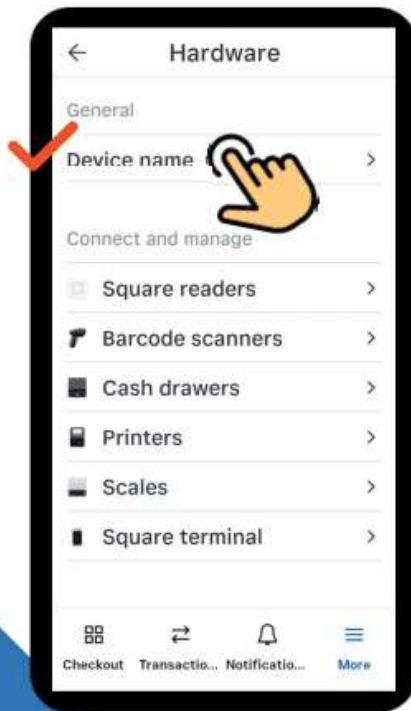 Hardware
General
Device name
Connect and manage
Square readers
Barcode scanners
Cash drawers
Printers
Scales
Square terminal
Checkout Transactio... Notificatio... More